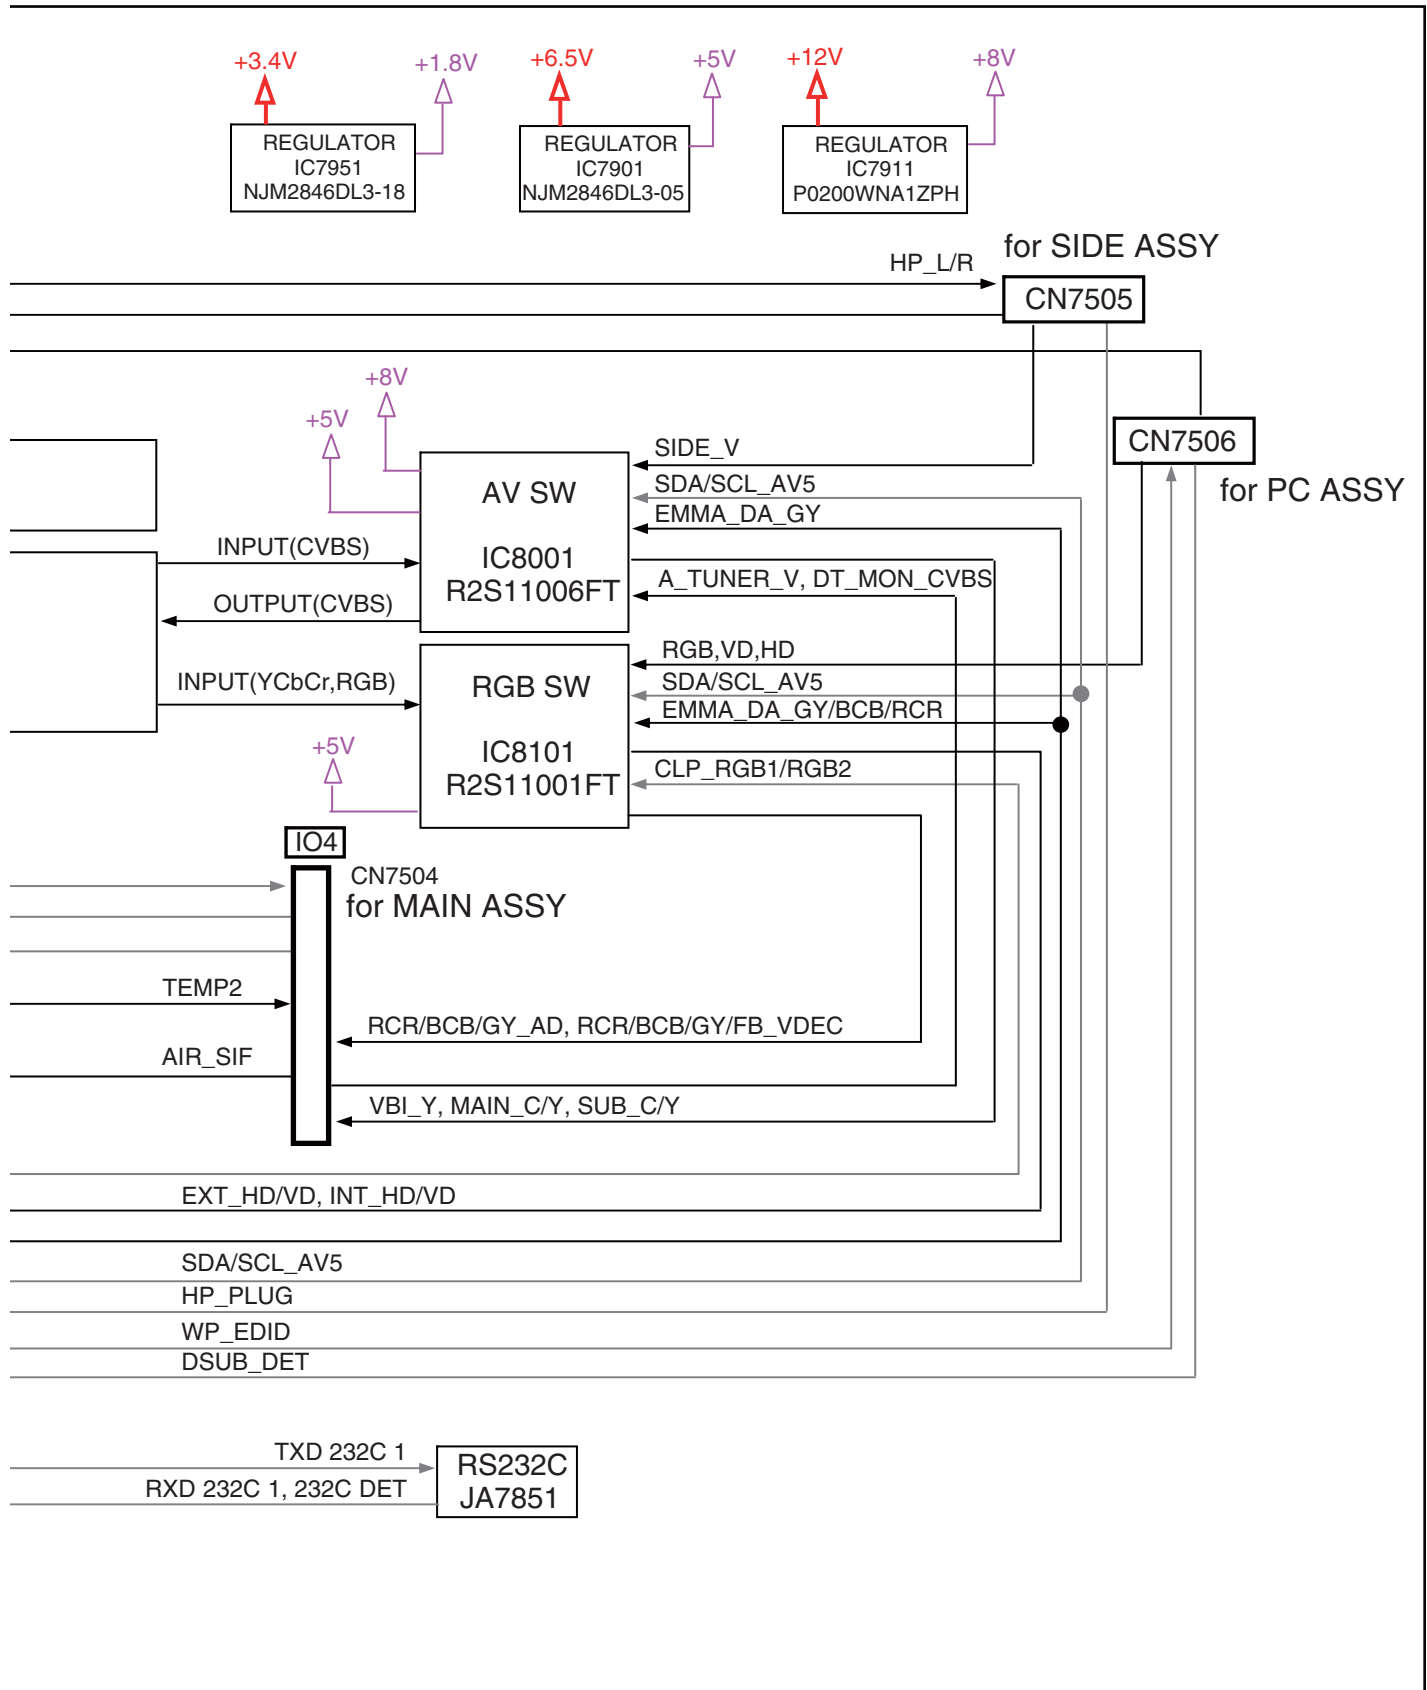 +3.4V
+1.8V
+6.5V
+5V
+12V
+8V
REGULATOR
IC7951
NJM2846DL3-18
REGULATOR
IC7901
NJM2846DL3-05
REGULATOR
IC7911
P0200WNA1ZPH
for SIDE ASSY
HP_L/R
CN7505
+8V
+5V
CN7506
for PC ASSY
SIDE_V
SDA/SCL_AV5
EMMA_DA_GY
AV SW
IC8001
R2S11006FT
INPUT(CVBS)
OUTPUT(CVBS)
A_TUNER_V, DT_MON_CVBS
RGB,VD,HD
SDA/SCL_AV5
EMMA_DA_GY/BCB/RCR
INPUT(YCbCr,RGB)
RGB SW
IC8101
R2S11001FT
+5V
CLP_RGB1/RGB2
IO4
CN7504
for MAIN ASSY
TEMP2
RCR/BCB/GY_AD, RCR/BCB/GY/FB_VDEC
AIR_SIF
VBI_Y, MAIN_C/Y, SUB_C/Y
EXT_HD/VD, INT_HD/VD
SDA/SCL_AV5
HP_PLUG
WP_EDID
DSUB_DET
TXD 232C 1
RXD 232C 1, 232C DET
RS232C
JA7851